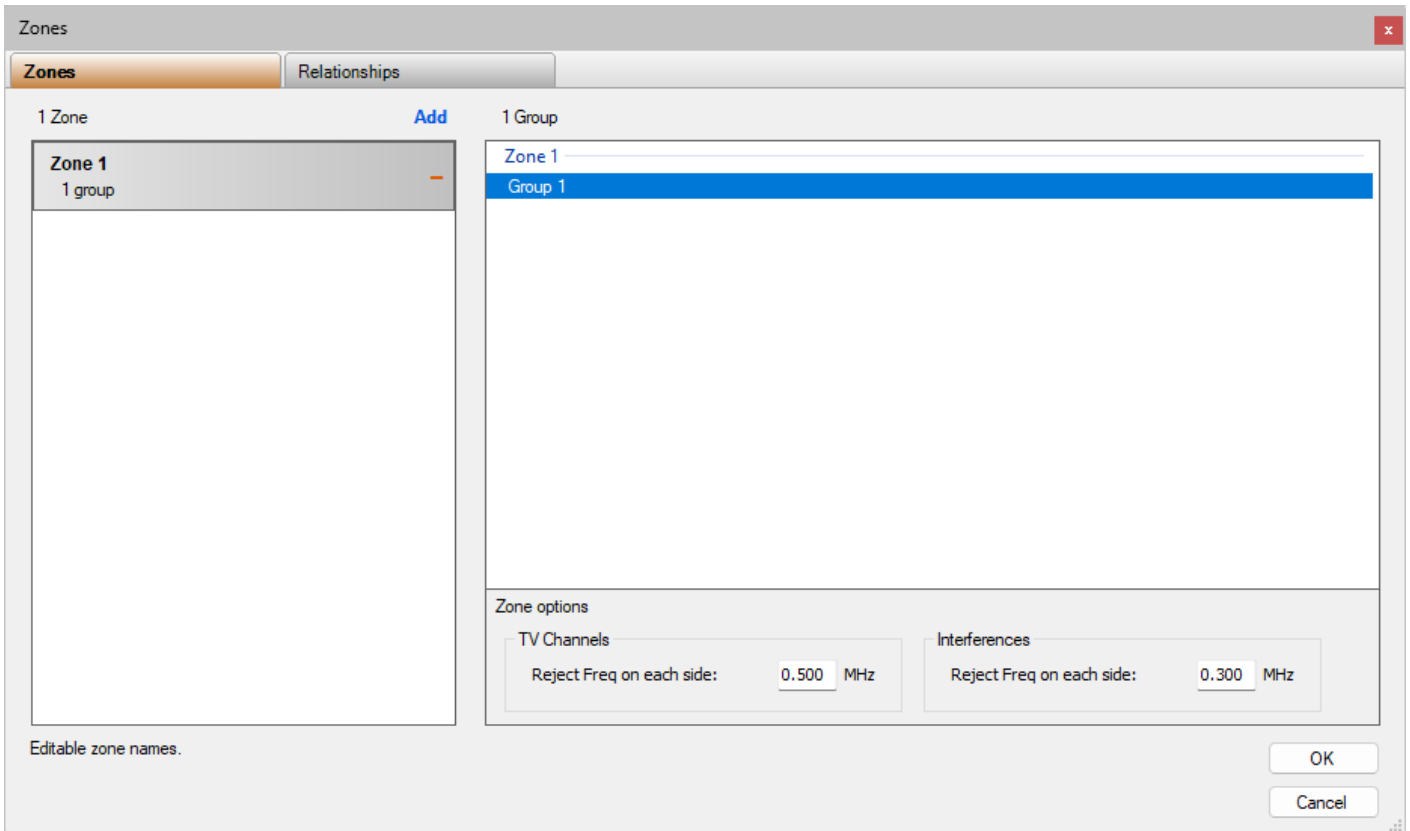 Zones
x
Zones
Relationships
1 Zone
Add
1 Group
Zone 1
1 group
Zone 1
Group 1
Zone options
TV Channels
Reject Freq on each side: 0.500 MHz
Interferences
Reject Freq on each side: 0.300 MHz
Editable zone names.
OK
Cancel